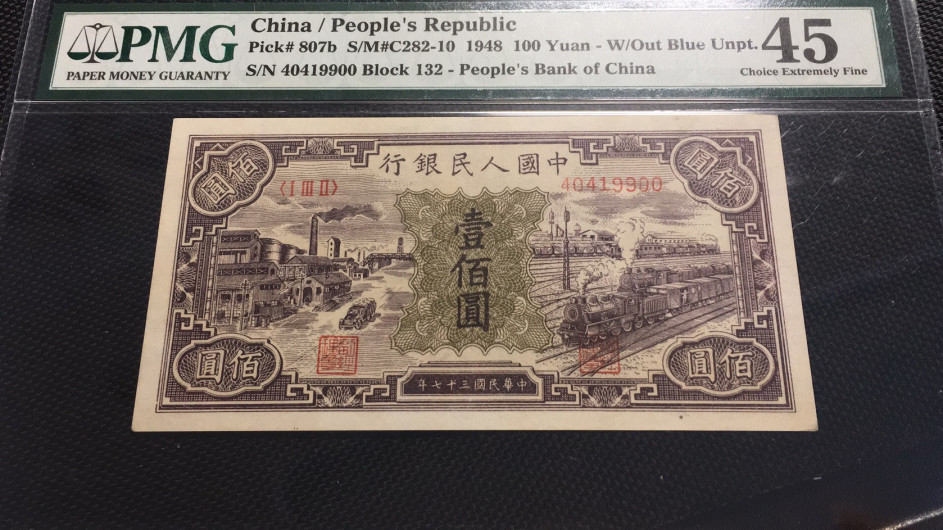 PMG
PAPER MONEY GUARANTY
China / People's Republic
Pick# 807b S/M#C282-10 1948 100 Yuan - W/Out Blue Unpt.
S/N 40419900 Block 132 - People's Bank of China
45
Choice Extremely Fine
行銀民人國中
圓佰
圓佰
〈I III II〉
40419900
壹佰圓
圓佰
圓佰
年七十三國民華中